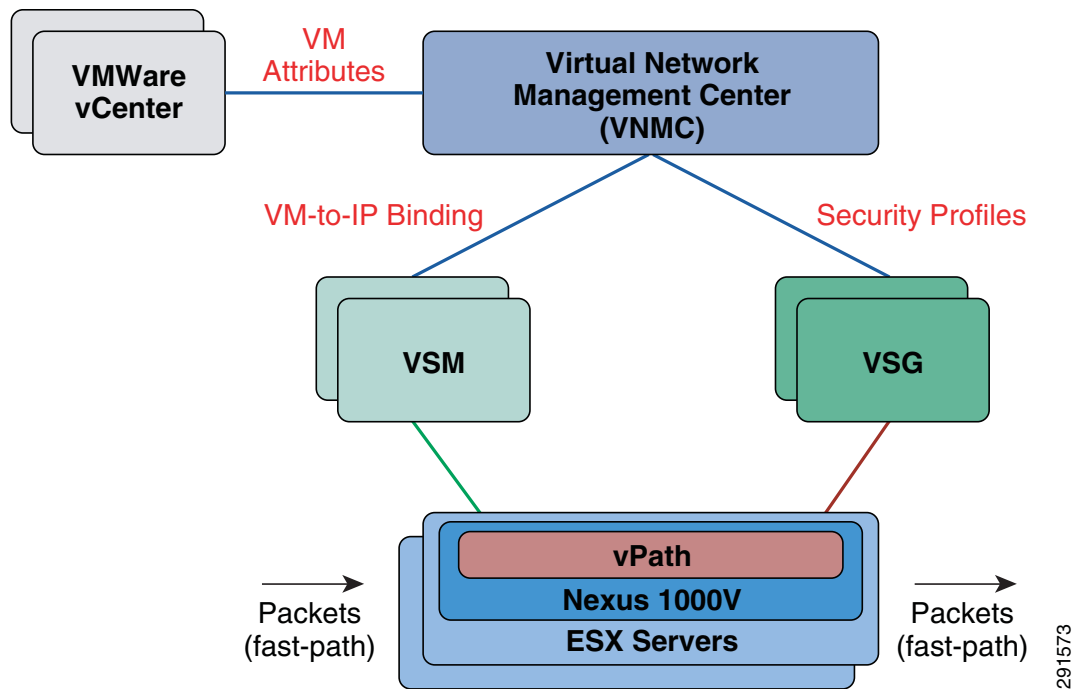 VMWare
vCenter
VM
Attributes
Virtual Network
Management Center
(VNMC)
VM-to-IP Binding
Security Profiles
VSM
VSG
vPath
Nexus 1000V
ESX Servers
Packets
(fast-path)
Packets
(fast-path)
291573